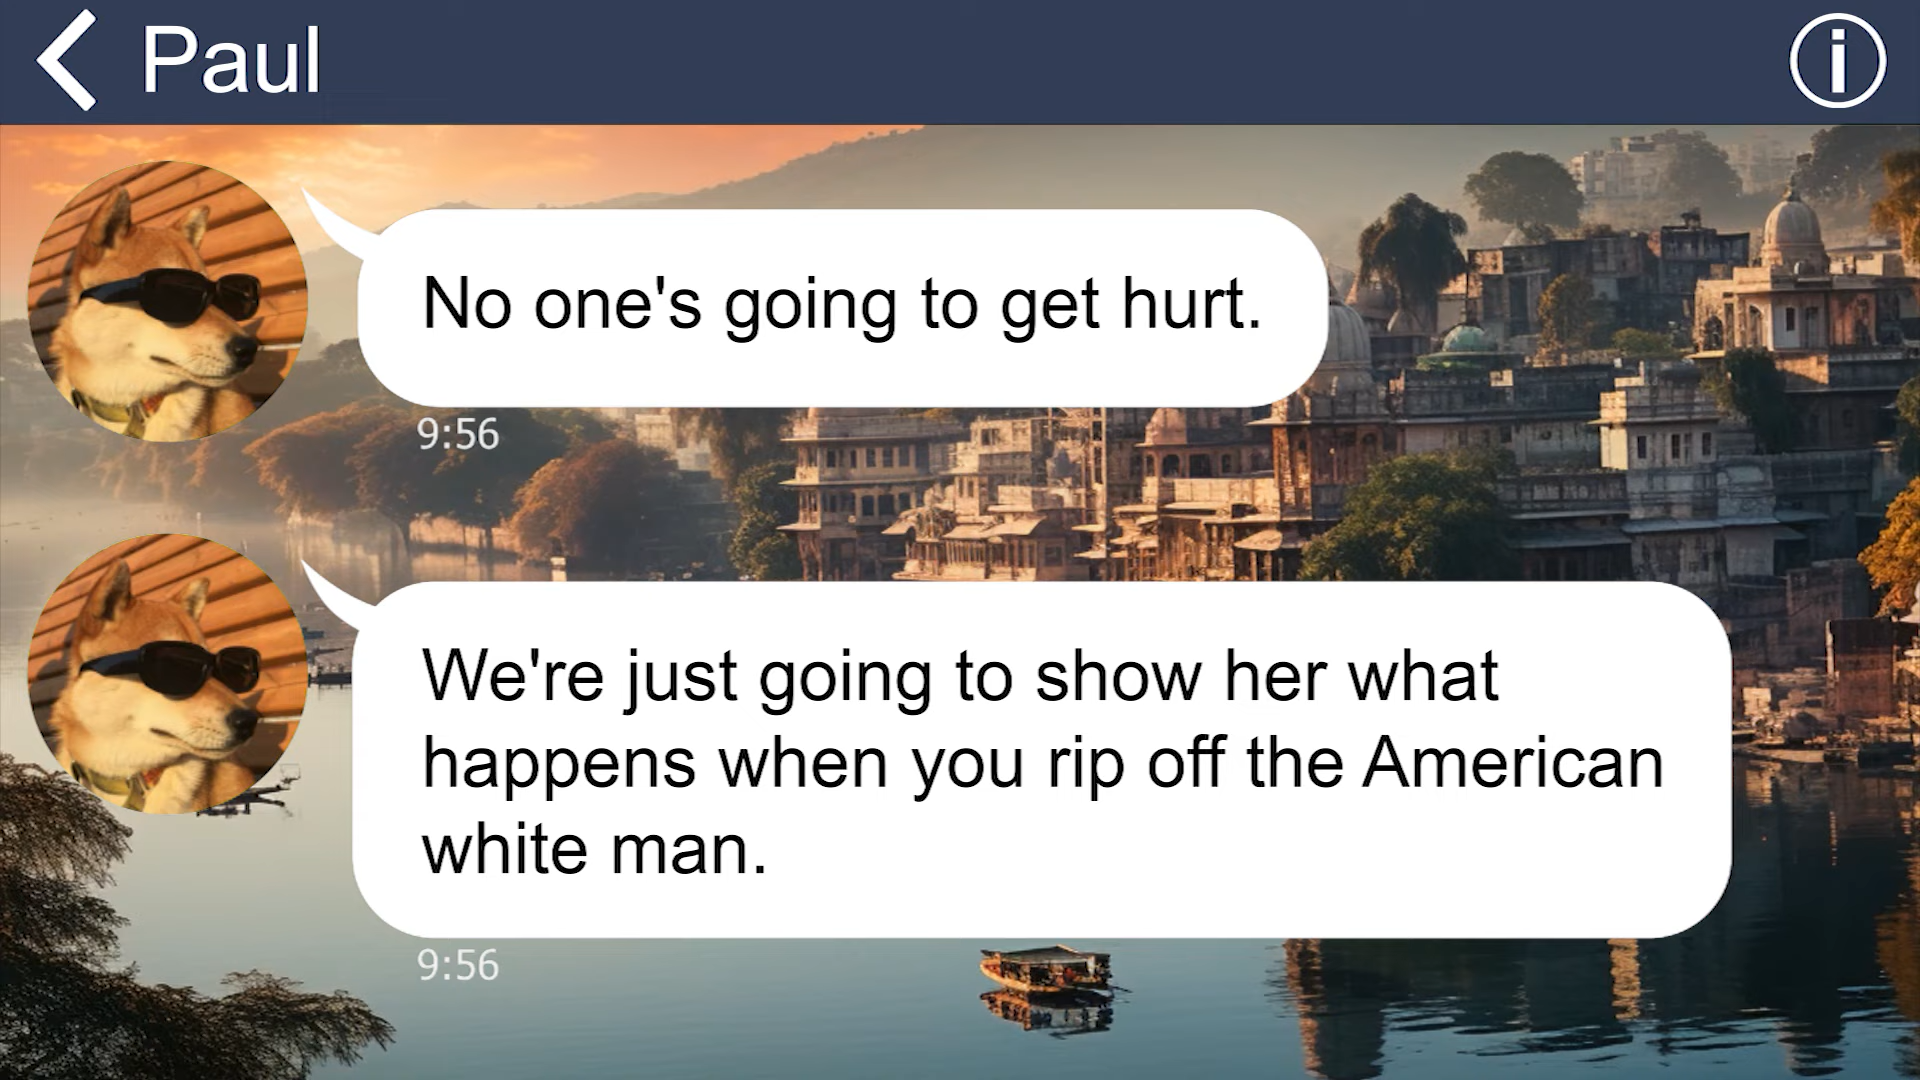 Paul
No one's going to get hurt.
9:56
We're just going to show her what
happens when you rip off the American
white man.
9:56